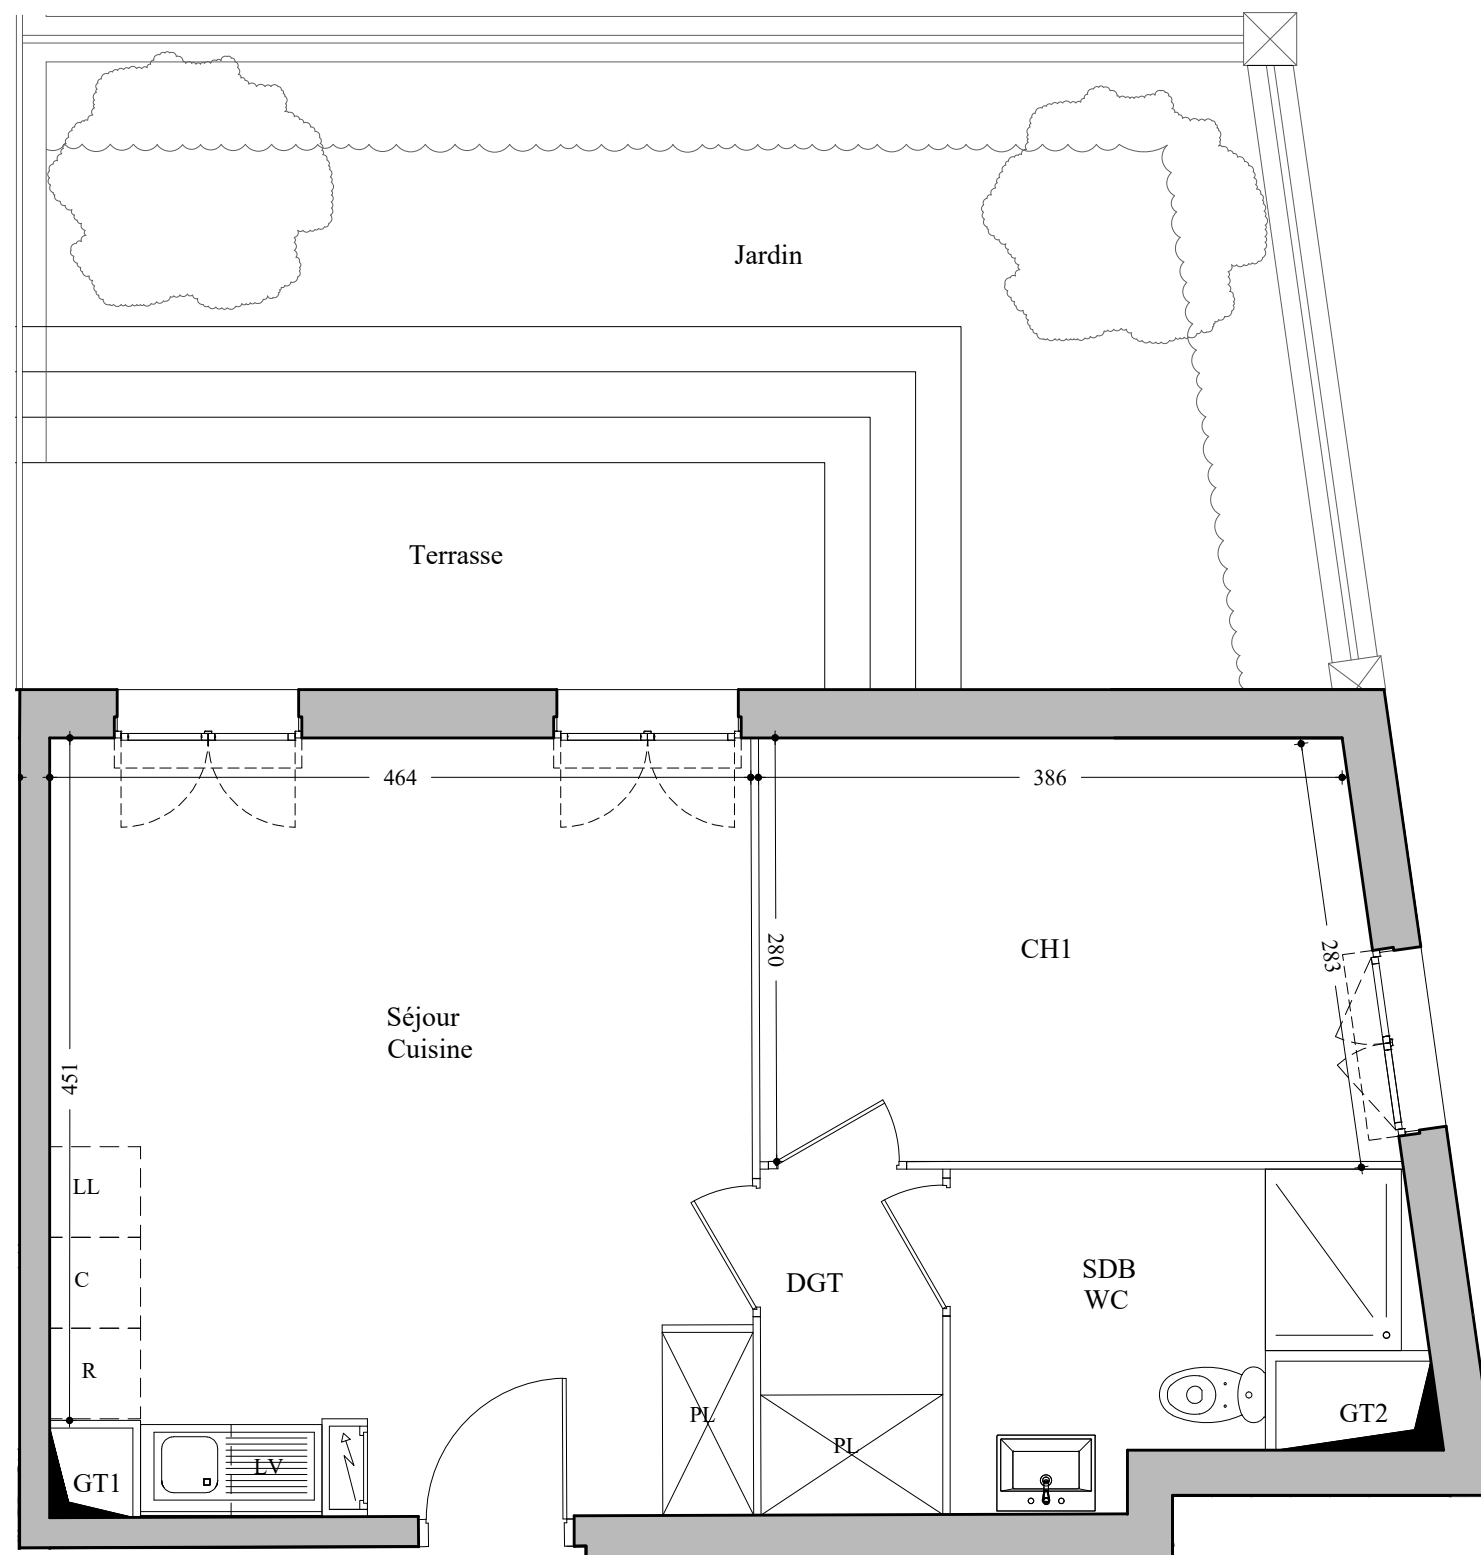 Jardin
Terrasse
464
386
280
283
CH1
Séjour
Cuisine
451
LL
C
R
DGT
SDB
WC
PL
PL
GT1
LV
GT2